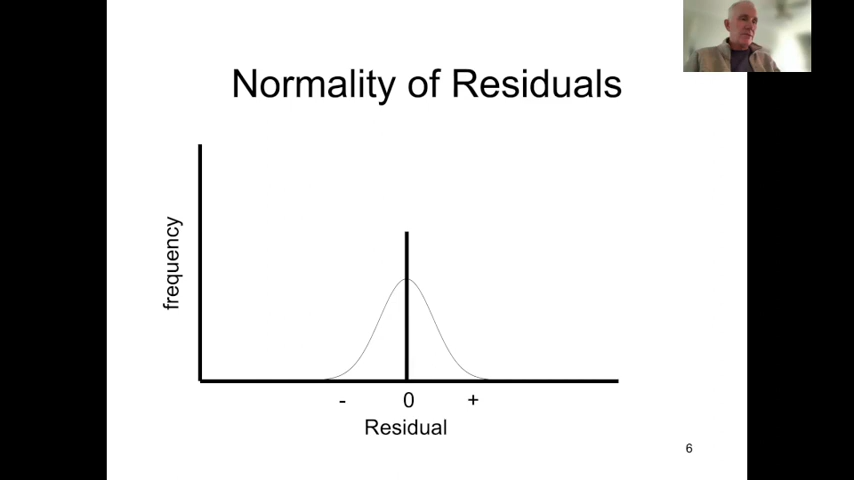 Normality of Residuals
frequency
- 0 +
Residual
6